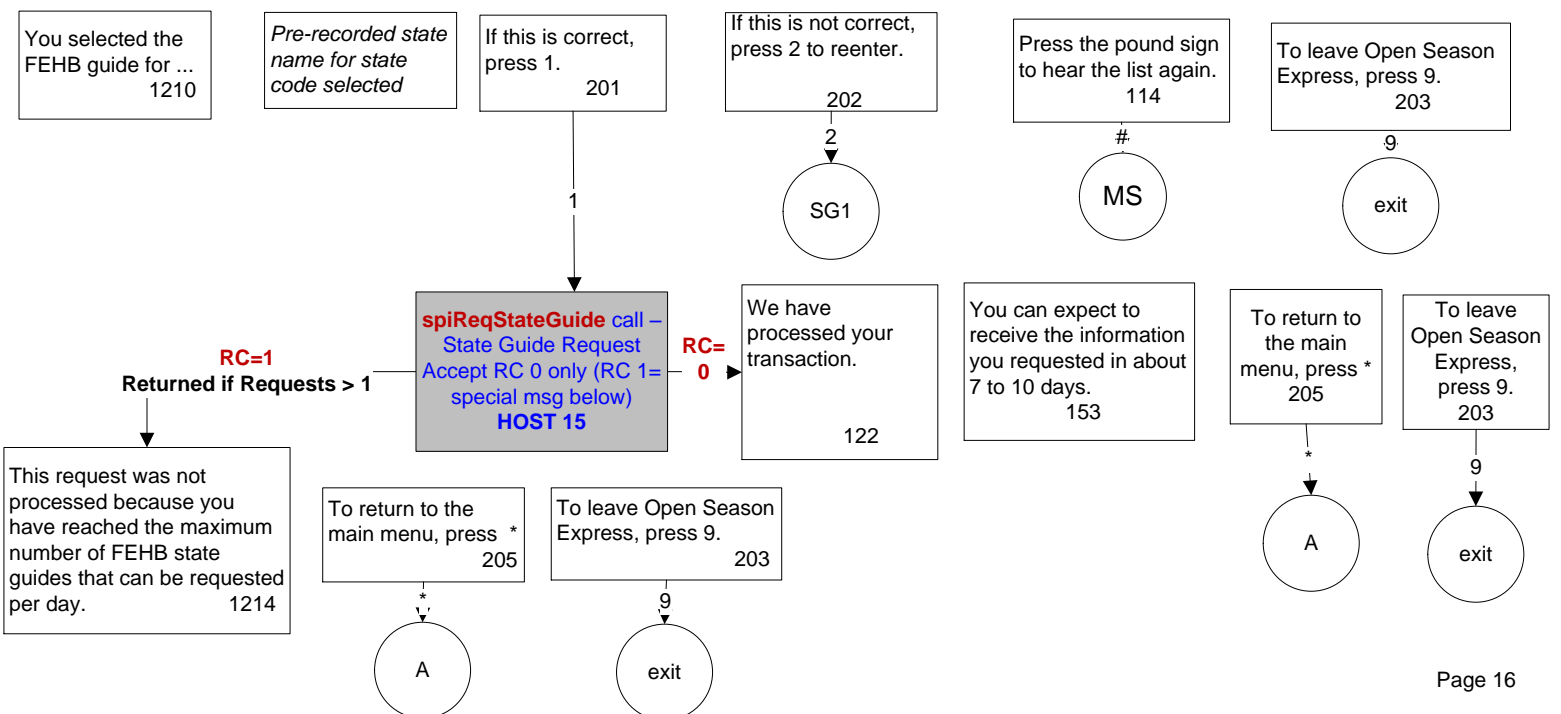 You selected the
FEHB guide for ...
1210
Pre-recorded state
name for state
code selected
If this is correct,
press 1.
201
If this is not correct,
press 2 to reenter.
202
Press the pound sign
to hear the list again.
114
To leave Open Season
Express, press 9.
203
1
2
SG1
#
MS
9
exit
spiReqStateGuide call –
State Guide Request
Accept RC 0 only (RC 1=
special msg below)
HOST 15
RC=1
Returned if Requests > 1
RC=
0
We have
processed your
transaction.
122
You can expect to
receive the information
you requested in about
7 to 10 days.
153
To return to
the main
menu, press *
205
*
A
To leave
Open Season
Express,
press 9.
203
9
exit
This request was not
processed because you
have reached the maximum
number of FEHB state
guides that can be requested
per day. 1214
To return to the
main menu, press *
205
*
A
To leave Open Season
Express, press 9.
203
9
exit
Page 16